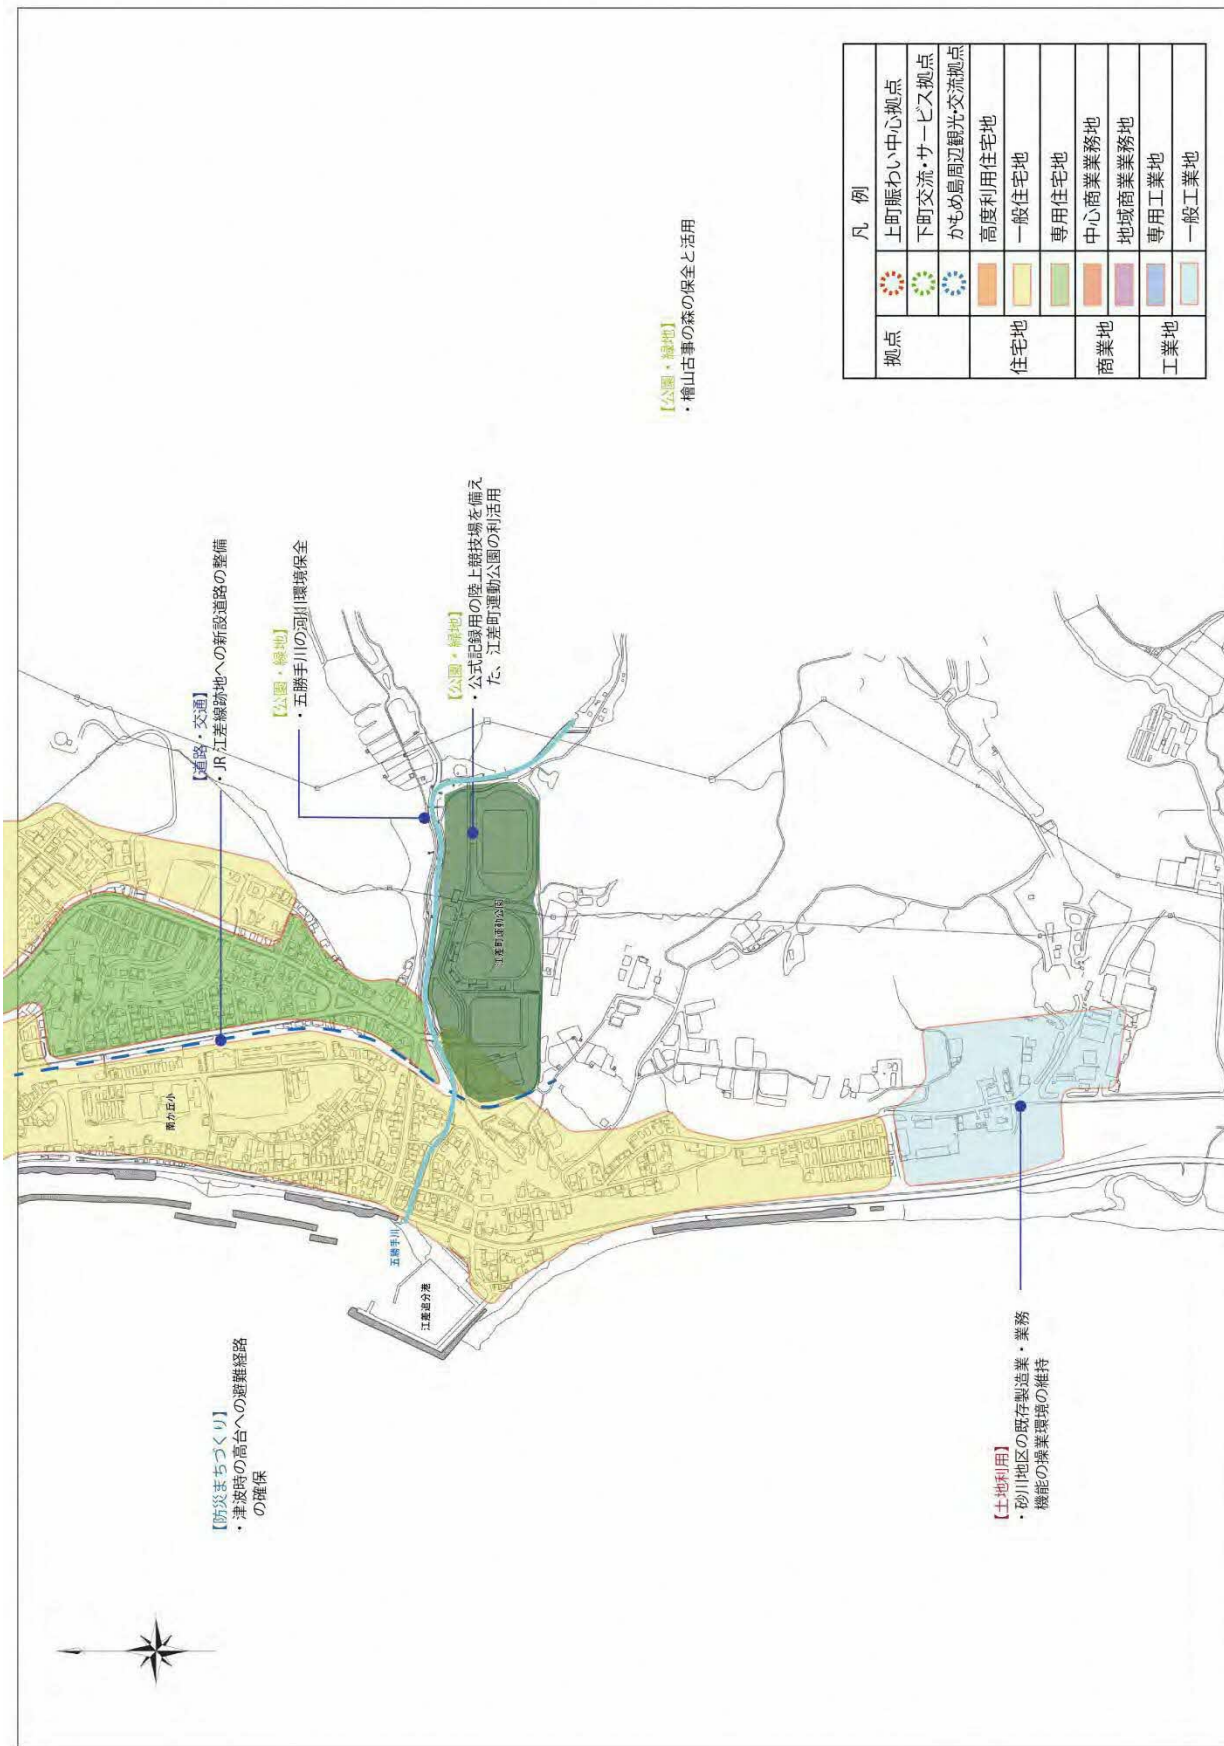 【防災まちづくり】
・津波時の高台への避難経路
の確保
【道路・交通】
・JR江差線跡地への新設道路の整備
【公園・緑地】
・五勝手川の河川環境保全
【公園・緑地】
・公式記録用の陸上競技場を備え
た、江差町運動公園の利活用
【公園・緑地】
・檜山古事の森の保全と活用
南が丘小
五勝手川
江差追分港
江差町運動公園
【土地利用】
・砂川地区の既存製造業・業務
機能の操業環境の維持
凡 例
拠点
上町賑わい中心拠点
下町交流・サービス拠点
かもめ島周辺観光・交流拠点
住宅地
高度利用住宅地
一般住宅地
専用住宅地
商業地
中心商業業務地
地域商業業務地
工業地
専用工業地
一般工業地